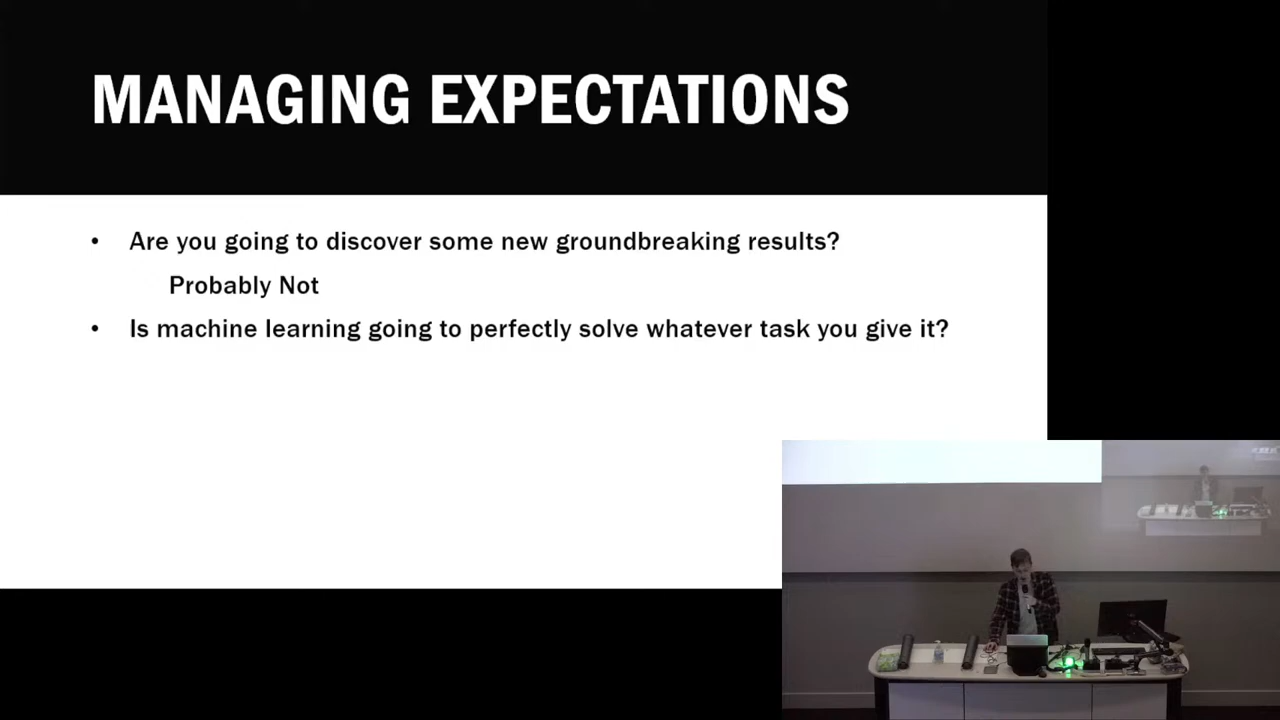 MANAGING EXPECTATIONS
• Are you going to discover some new groundbreaking results?
Probably Not
• Is machine learning going to perfectly solve whatever task you give it?